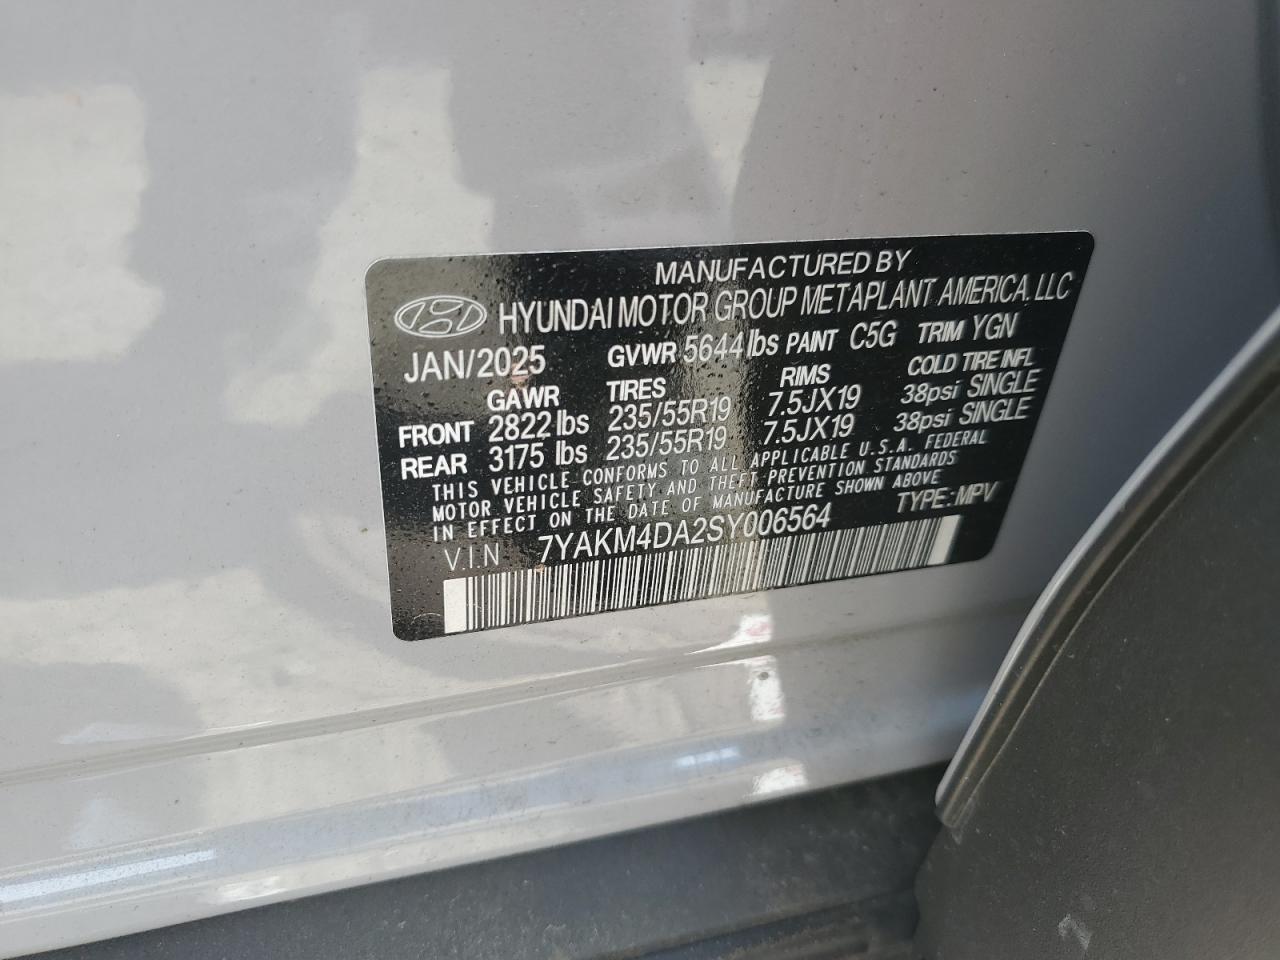 MANUFACTURED BY
HYUNDAI MOTOR GROUP METAPLANT AMERICA, LLC
JAN/2025 GVWR 5644 lbs PAINT C5G TRIM YGN
GAWR TIRES RIMS COLD TIRE INFL
FRONT 2822 lbs 235/55R19 7.5JX19 38psi SINGLE
REAR 3175 lbs 235/55R19 7.5JX19 38psi SINGLE
THIS VEHICLE CONFORMS TO ALL APPLICABLE U.S.A. FEDERAL
MOTOR VEHICLE SAFETY AND THEFT PREVENTION STANDARDS
IN EFFECT ON THE DATE OF MANUFACTURE SHOWN ABOVE
V.I.N 7YAKM4DA2SY006564 TYPE: MPV